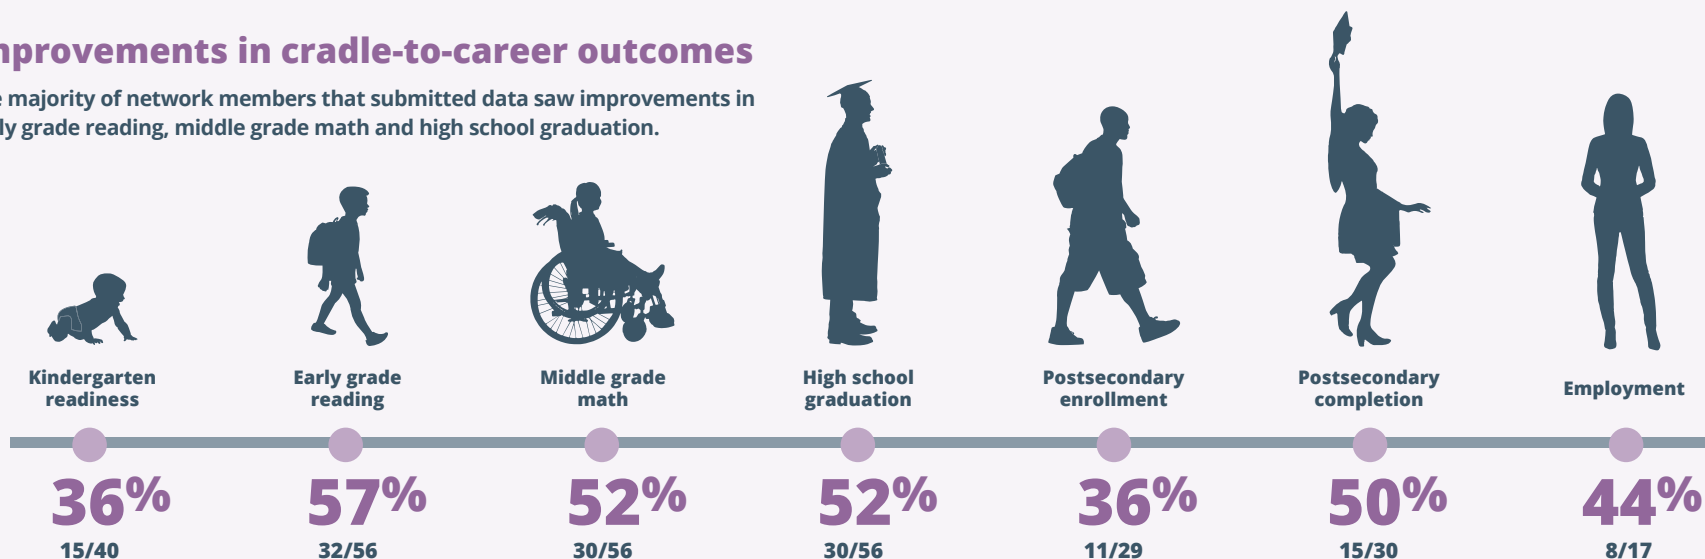 mprovements in cradle-to-career outcomes
e majority of network members that submitted data saw improvements in
ly grade reading, middle grade math and high school graduation.
Kindergarten
readiness
Early grade
reading
Middle grade
math
High school
graduation
Postsecondary
enrollment
Postsecondary
completion
Employment
36%
57%
52%
52%
36%
50%
44%
15/40
32/56
30/56
30/56
11/29
15/30
8/17